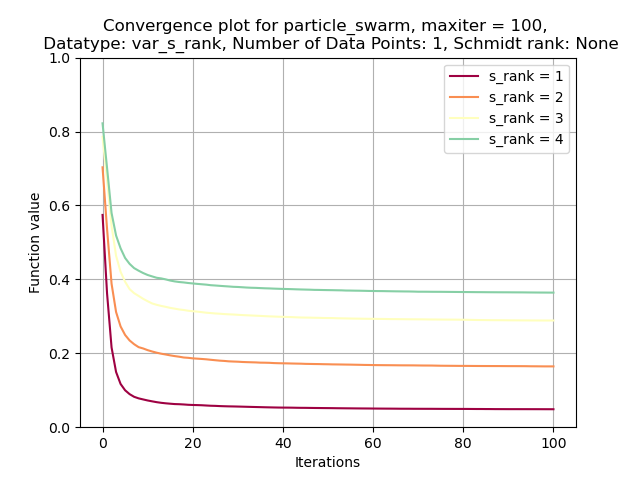 Convergence plot for particle_swarm, maxiter = 100,
Datatype: var_s_rank, Number of Data Points: 1, Schmidt rank: None
1.0
s_rank = 1
s_rank = 2
s_rank = 3
s_rank = 4
0.8
0.6
0.4
0.2
0.0
Function value
0 20 40 60 80 100
Iterations